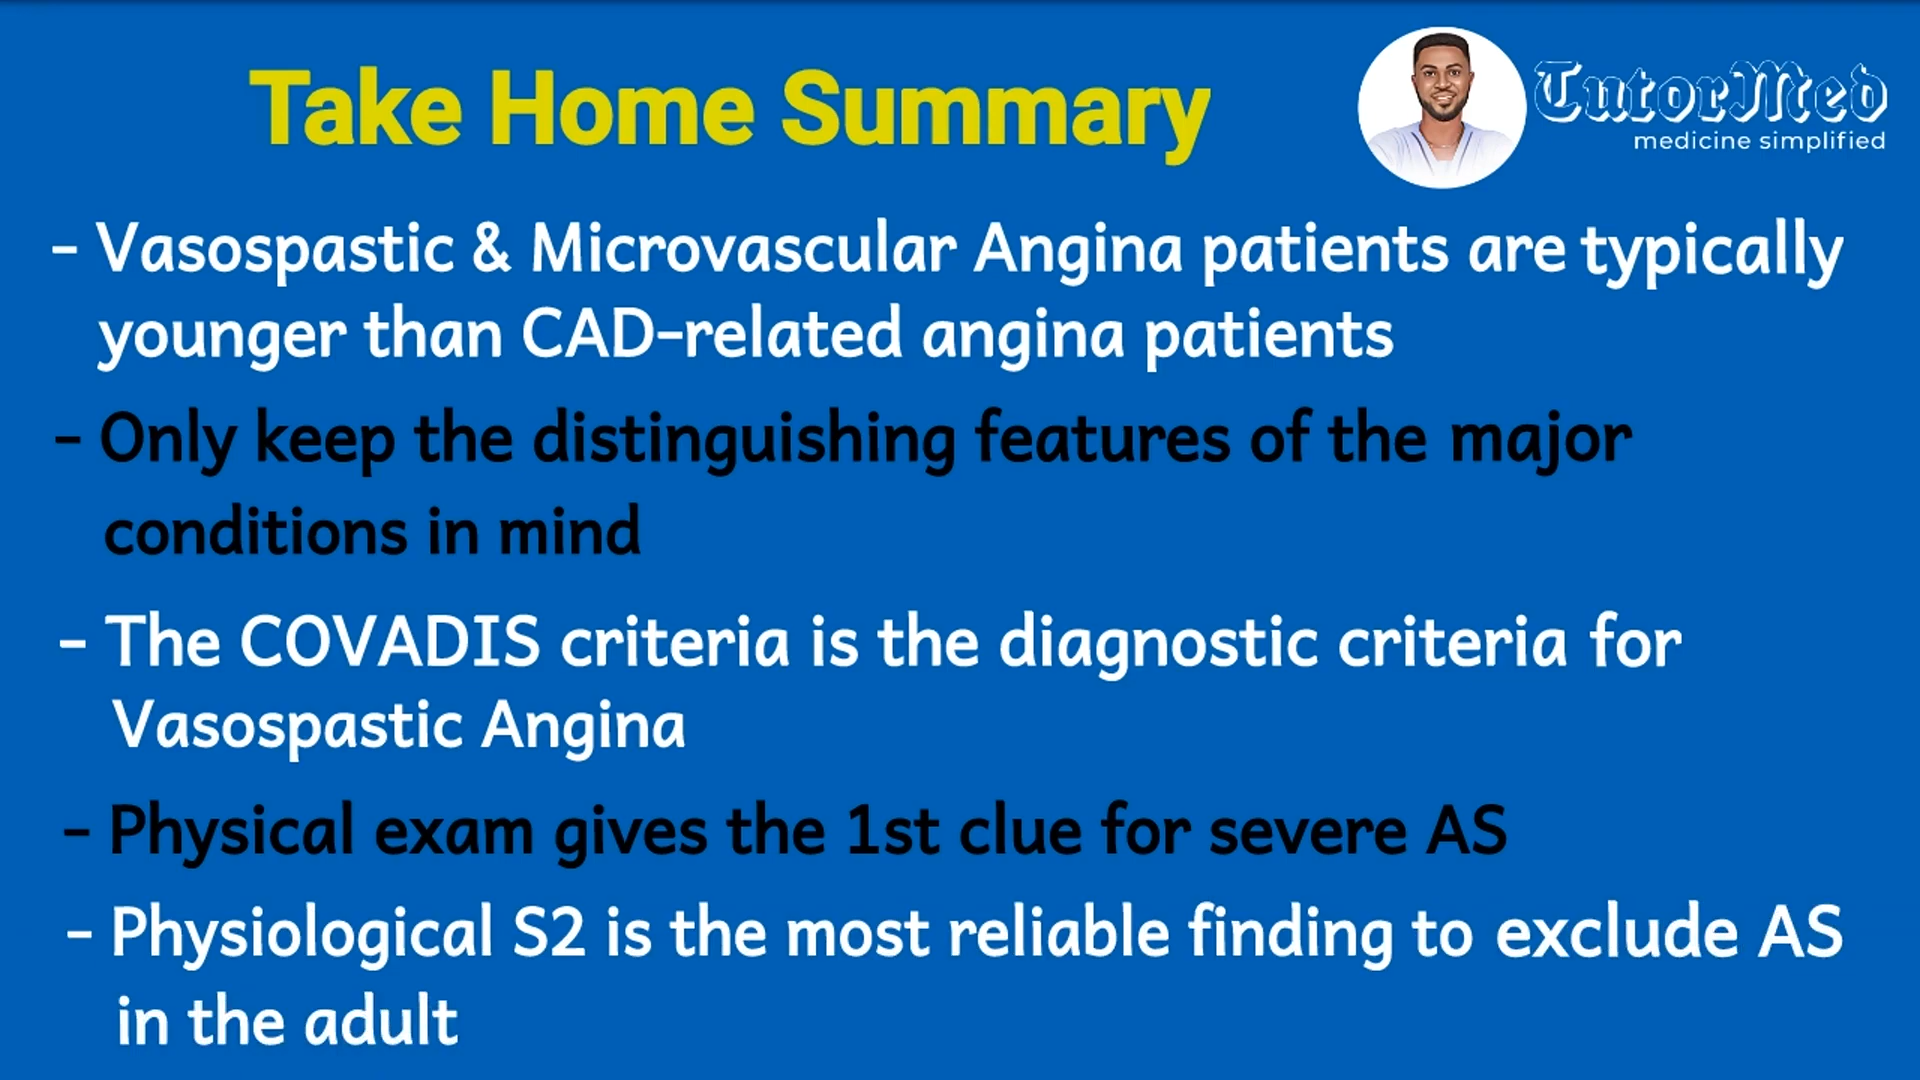 Take Home Summary
TutorMed
medicine simplified
- Vasospastic & Microvascular Angina patients are typically
younger than CAD-related angina patients
- Only keep the distinguishing features of the major
conditions in mind
- The COVADIS criteria is the diagnostic criteria for
Vasospastic Angina
- Physical exam gives the 1st clue for severe AS
- Physiological S2 is the most reliable finding to exclude AS
in the adult